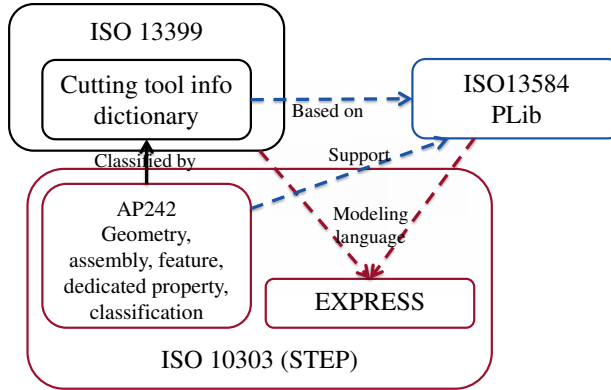 ISO 13399
Cutting tool info
dictionary
Based on
ISO13584
PLib
Classified by
Support
AP242
Geometry,
assembly, feature,
dedicated property,
classification
Modeling
language
EXPRESS
ISO 10303 (STEP)